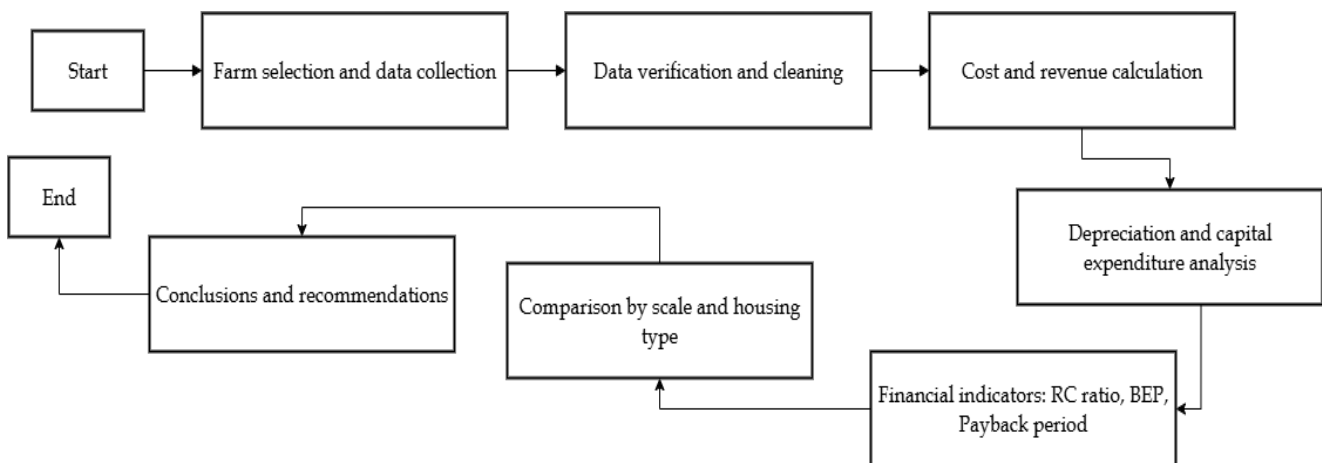 Start
Farm selection and data collection
Data verification and cleaning
Cost and revenue calculation
Depreciation and capital
expenditure analysis
Financial indicators: RC ratio, BEP,
Payback period
Comparison by scale and housing
type
Conclusions and recommendations
End